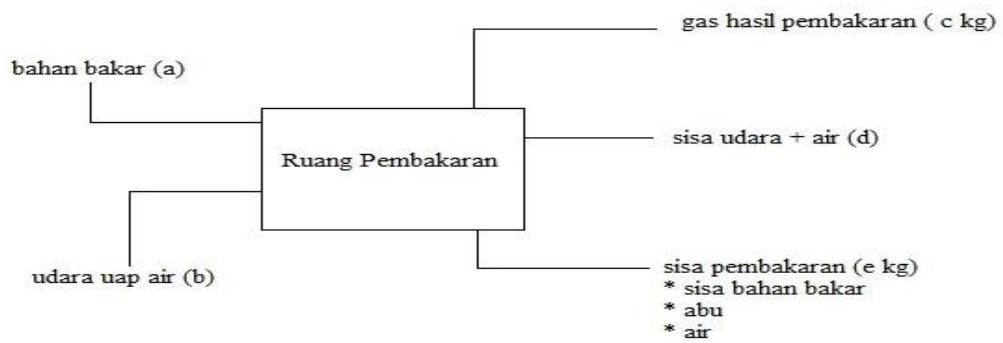 gas hasil pembakaran ( c kg)
bahan bakar (a)
sisa udara + air (d)
Ruang Pembakaran
udara uap air (b)
sisa pembakaran (e kg)
* sisa bahan bakar
* abu
* air